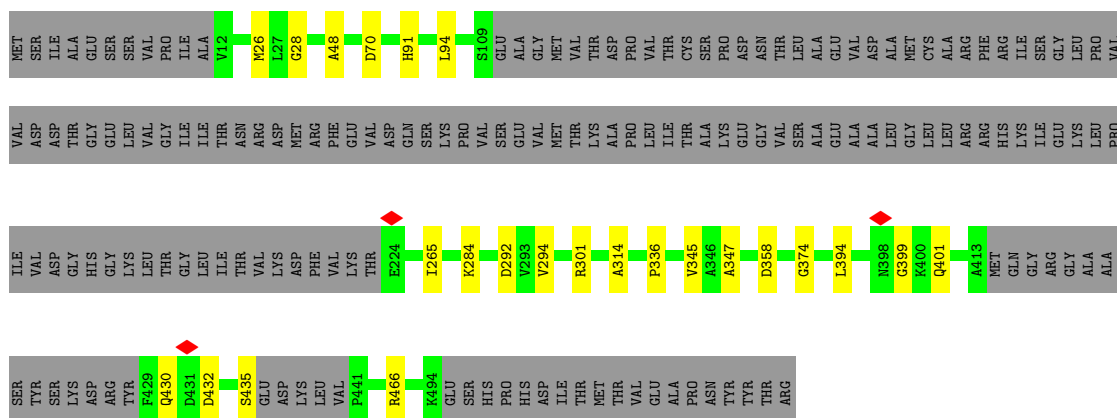 MET SER ILE ALA GLU SER SER VAL PRO ILE ALA V12 M26 L27 G28 A48 D70 H91 L94 S109 GLU ALA GLY MET VAL THR ASP PRO VAL THR CYS SER PRO ASP ASN THR LEU ALA GLU VAL ASP ALA MET CYS ALA ARG PHE ARG ILE SER GLY LEU PRO VAL
VAL ASP ASP THR GLY GLU LEU VAL GLY ILE ILE THR ASN ARG ASP MET ARG PHE GLU VAL ASP GLN SER LYS PRO VAL SER GLU VAL MET THR LYS ALA PRO LEU ILE THR ALA LYS GLU GLY VAL SER ALA GLU ALA ALA LEU GLY LEU LEU ARG ARG HIS LYS ILE GLU LYS LEU PRO
ILE VAL ASP GLY HIS GLY LYS LEU THR GLY LEU ILE THR VAL LYS ASP PHE VAL LYS THR E224 I265 K284 D292 V293 V294 R301 A314 P336 V345 A346 A347 D358 G374 L394 N398 G399 K400 Q401 A413 MET GLN GLY ARG GLY ALA ALA
SER TYR SER SER LYS ASP ARG TYR F429 Q430 D431 D432 S435 GLU ASP LYS LEU VAL P441 R466 K494 GLU SER HIS PRO HIS ASP ILE THR MET THR VAL GLU ALA PRO ASN TYR TYR THR ARG